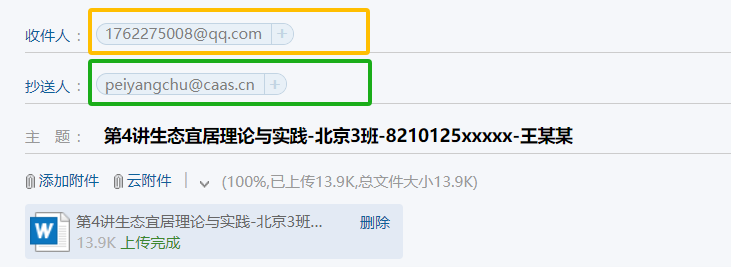 收件人： 1762275008@qq.com +
抄送人： peiyangchu@caas.cn +
主 题： 第4讲生态宜居理论与实践-北京3班-8210125xxxxx-王某某
添加附件 云附件 | (100%,已上传13.9K,总文件大小13.9K)
W 第4讲生态宜居理论与实践-北京3班... 删除
13.9K 上传完成